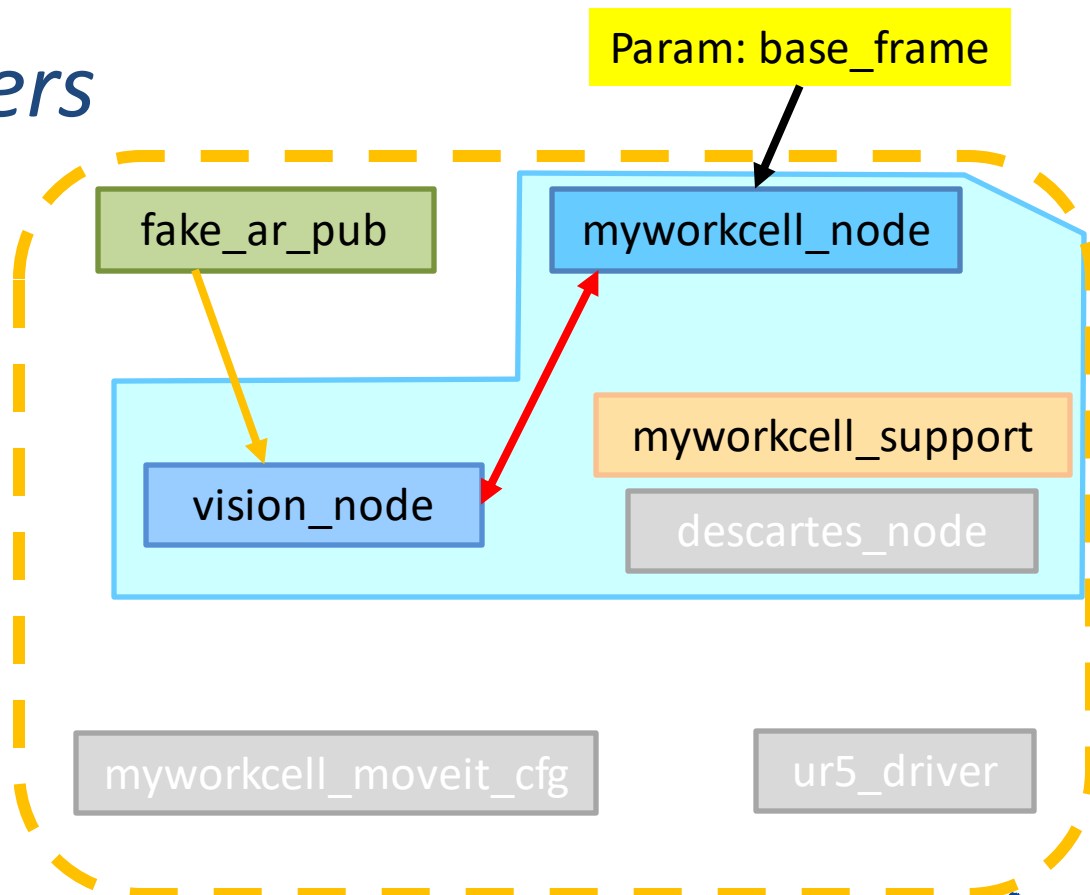 Param: base_frame
ers
fake_ar_pub
myworkcell_node
myworkcell_support
vision_node
descartes_node
myworkcell_moveit_cfg
ur5_driver